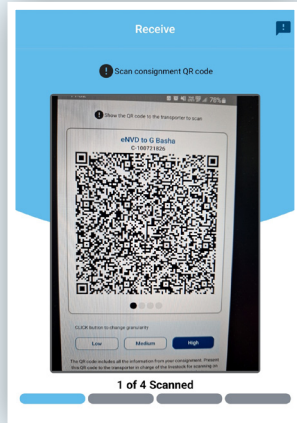 Receive
Scan consignment QR code
78%
Show the QR code to the transporter to scan
eNVD to G Basha
C-100721826
CLICK button to change granularity
Low
Medium
High
The QR code includes all the information from your consignment. Present
this QR code to the transporter in charge of the livestock for scanning on
1 of 4 Scanned